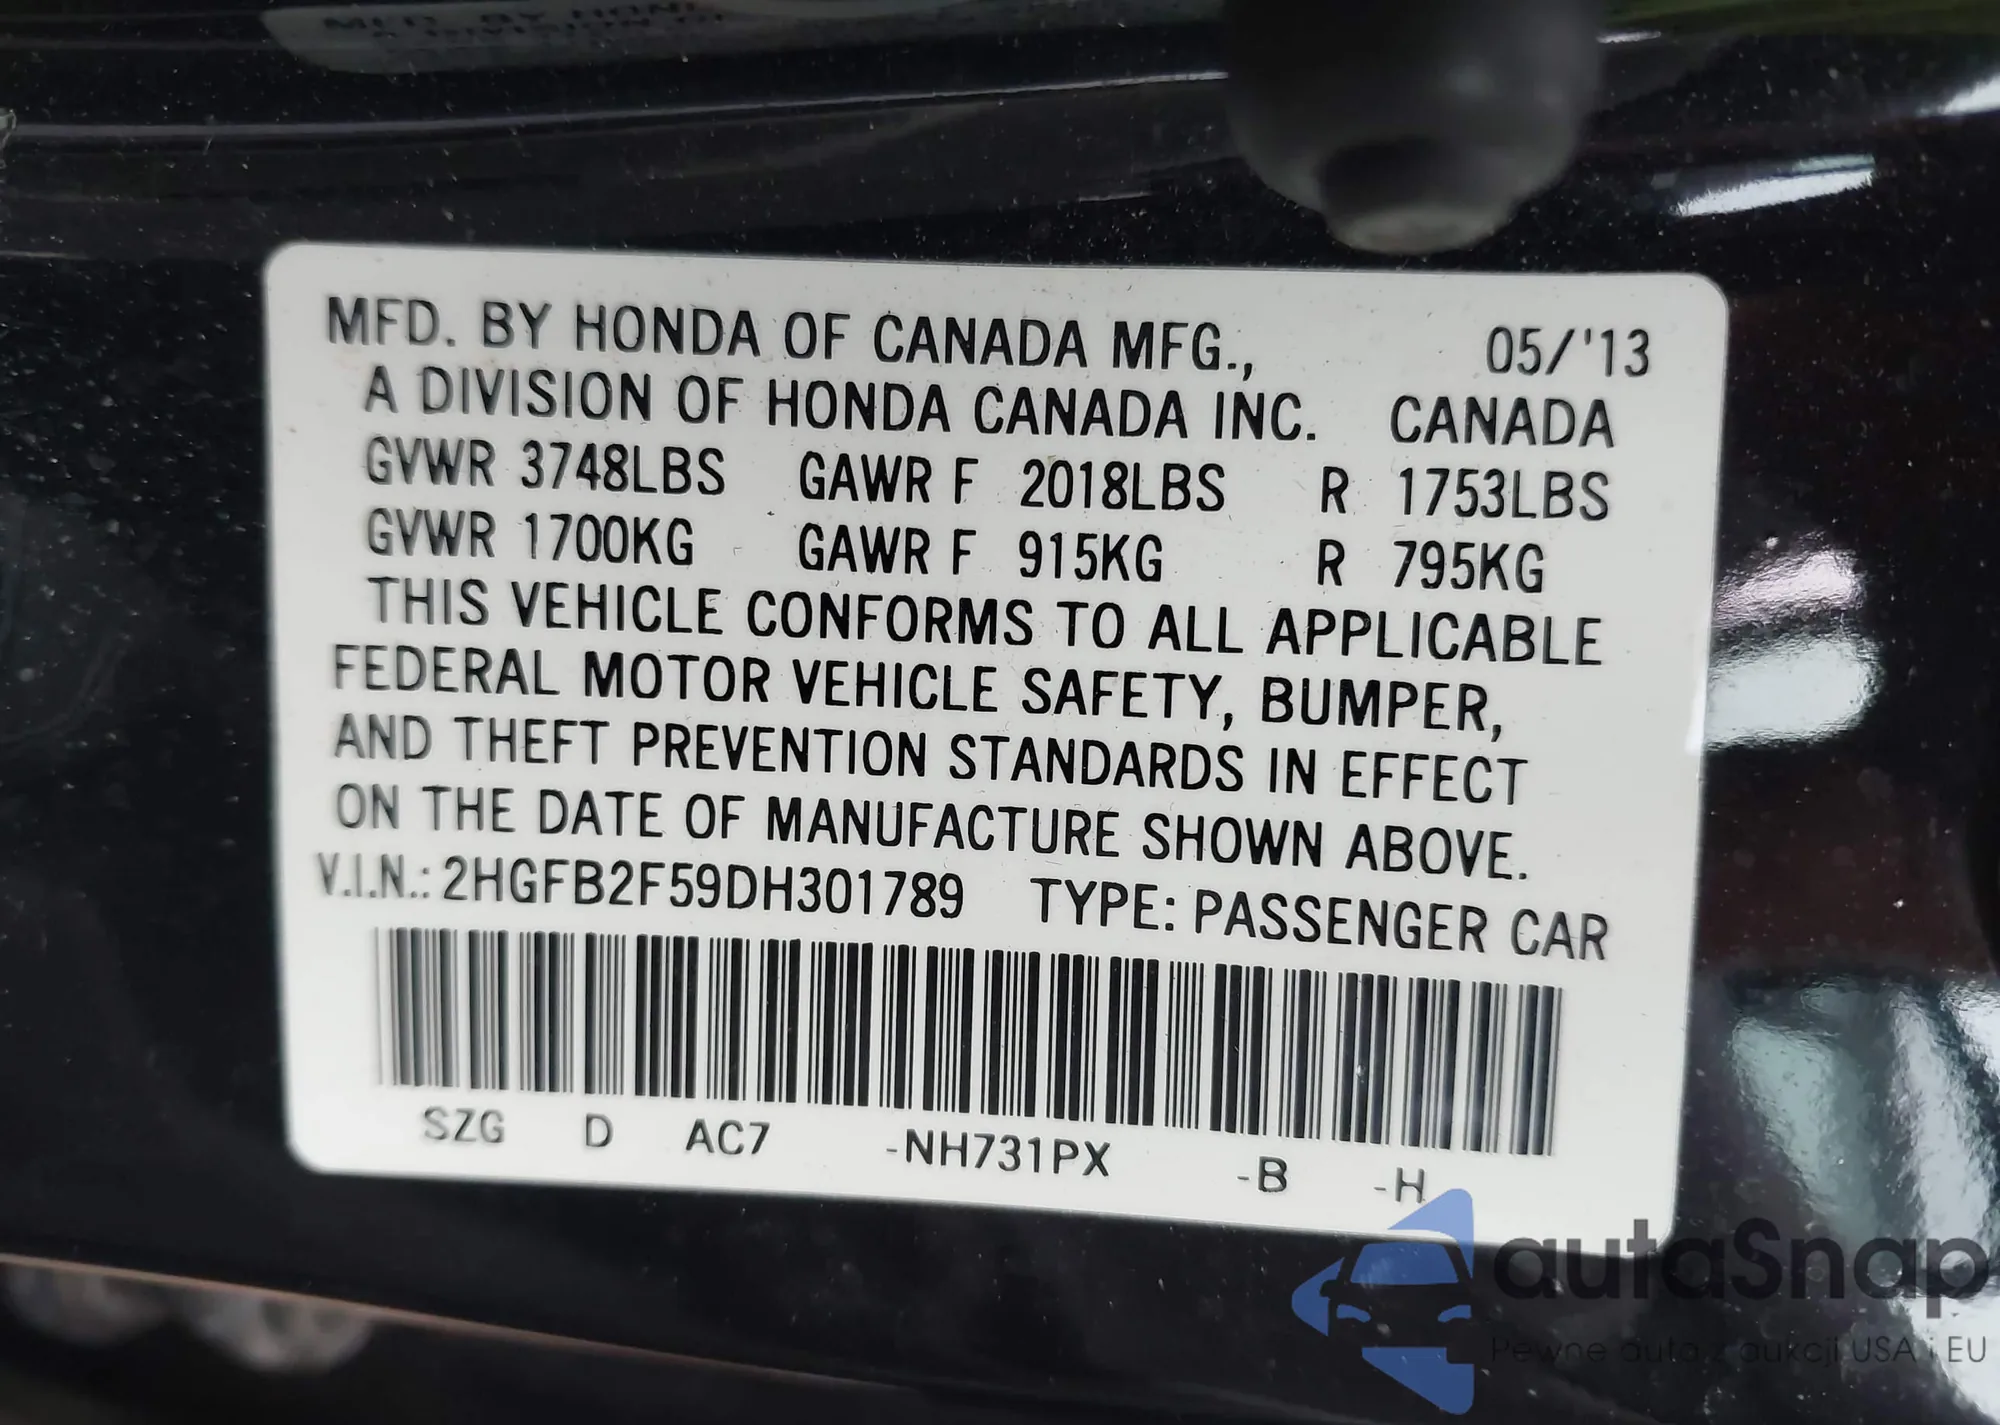 MFD. BY HONDA OF CANADA MFG., 05/'13
A DIVISION OF HONDA CANADA INC. CANADA
GVWR 3748LBS GAWR F 2018LBS R 1753LBS
GVWR 1700KG GAWR F 915KG R 795KG
THIS VEHICLE CONFORMS TO ALL APPLICABLE
FEDERAL MOTOR VEHICLE SAFETY, BUMPER,
AND THEFT PREVENTION STANDARDS IN EFFECT
ON THE DATE OF MANUFACTURE SHOWN ABOVE.
V.I.N.: 2HGFB2F59DH301789 TYPE: PASSENGER CAR
SZG D AC7 -NH731PX -B -H
autaSnap
Pewne auta z aukcji USA i EU